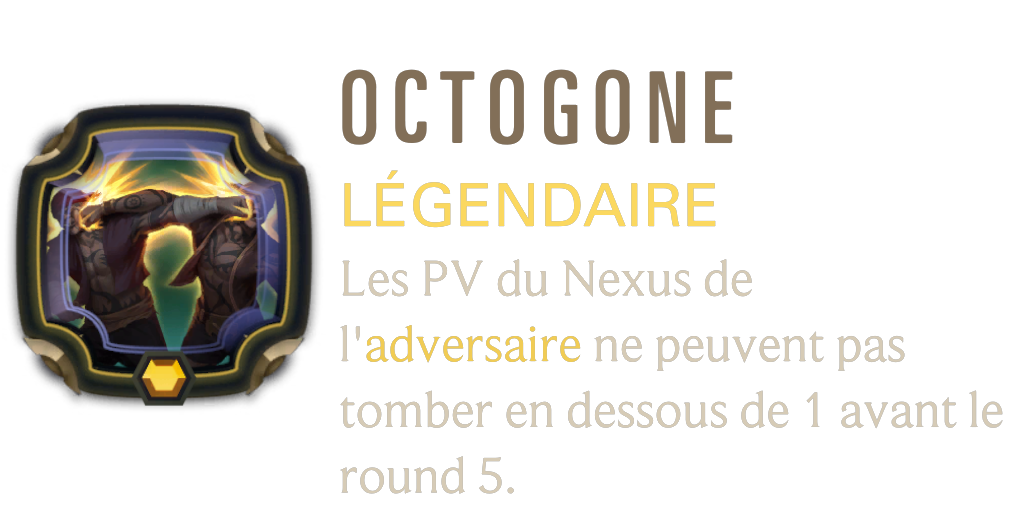 OCTOGONE
LÉGENDAIRE
Les PV du Nexus de
l'adversaire ne peuvent pas
tomber en dessous de 1 avant le
round 5.